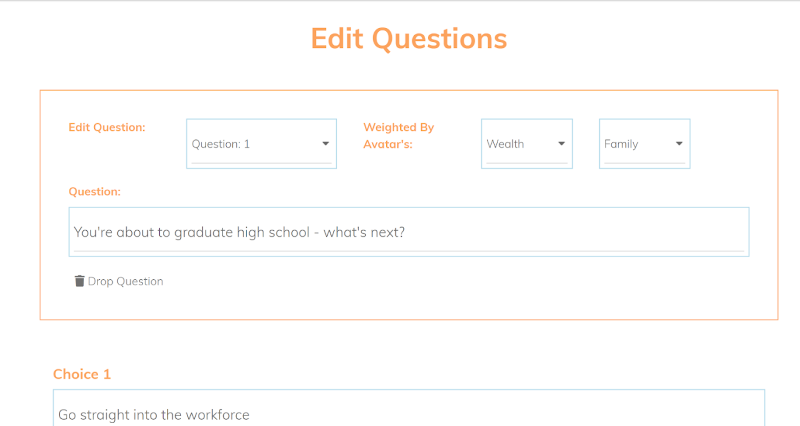 Edit Questions
Edit Question:
Question: 1
Weighted By
Avatar's:
Wealth
Family
Question:
You're about to graduate high school - what's next?
Drop Question
Choice 1
Go straight into the workforce